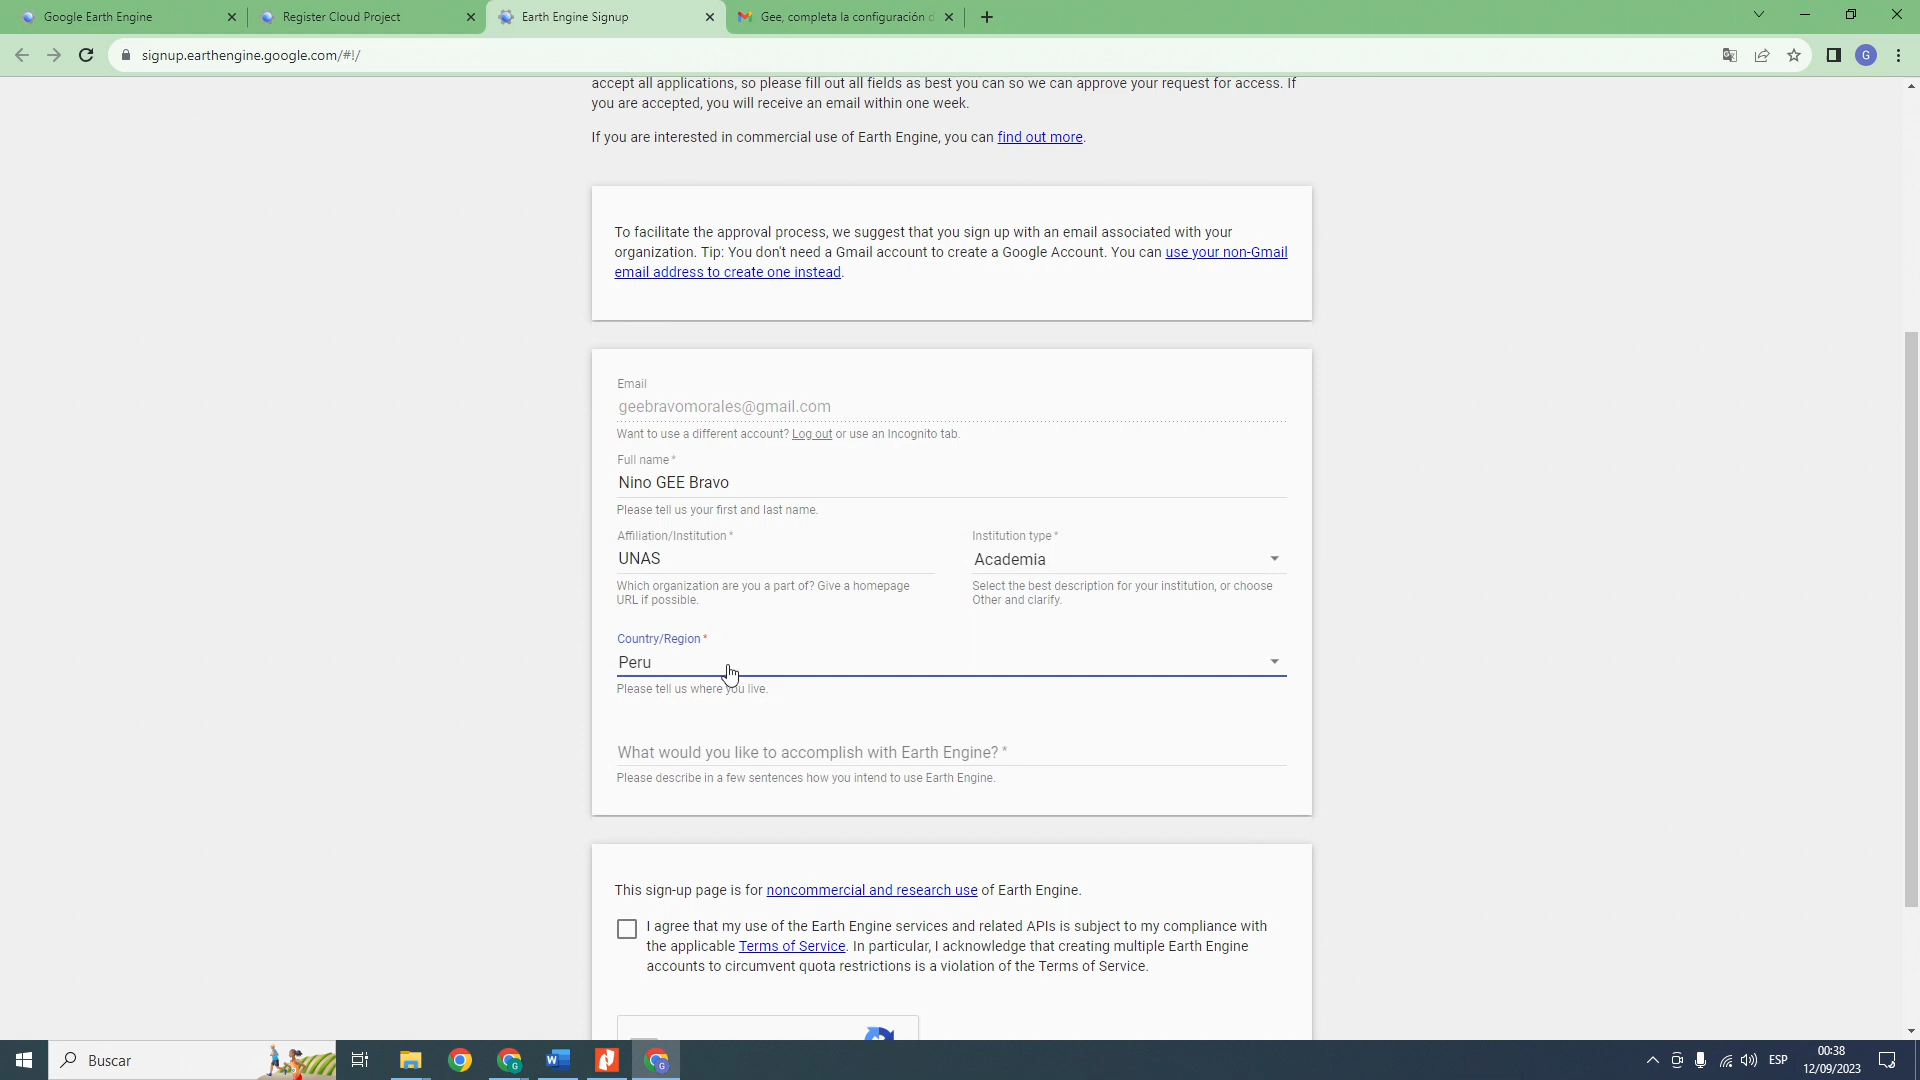 Google Earth Engine
Register Cloud Project
Earth Engine Signup
Gee, completa la configuración d
signup.earthengine.google.com/#!/
G
accept all applications, so please fill out all fields as best you can so we can approve your request for access. If
you are accepted, you will receive an email within one week.
If you are interested in commercial use of Earth Engine, you can find out more.
To facilitate the approval process, we suggest that you sign up with an email associated with your
organization. Tip: You don't need a Gmail account to create a Google Account. You can use your non-Gmail
email address to create one instead.
Email
geebravomorales@gmail.com
Want to use a different account? Log out or use an Incognito tab.
Full name *
Nino GEE Bravo
Please tell us your first and last name.
Affiliation/Institution *
UNAS
Which organization are you a part of? Give a homepage
URL if possible.
Institution type *
Academia
Select the best description for your institution, or choose
Other and clarify.
Country/Region *
Peru
Please tell us where you live.
What would you like to accomplish with Earth Engine? *
Please describe in a few sentences how you intend to use Earth Engine.
This sign-up page is for noncommercial and research use of Earth Engine.
I agree that my use of the Earth Engine services and related APIs is subject to my compliance with
the applicable Terms of Service. In particular, I acknowledge that creating multiple Earth Engine
accounts to circumvent quota restrictions is a violation of the Terms of Service.
Buscar
ESP
00:38
12/09/2023